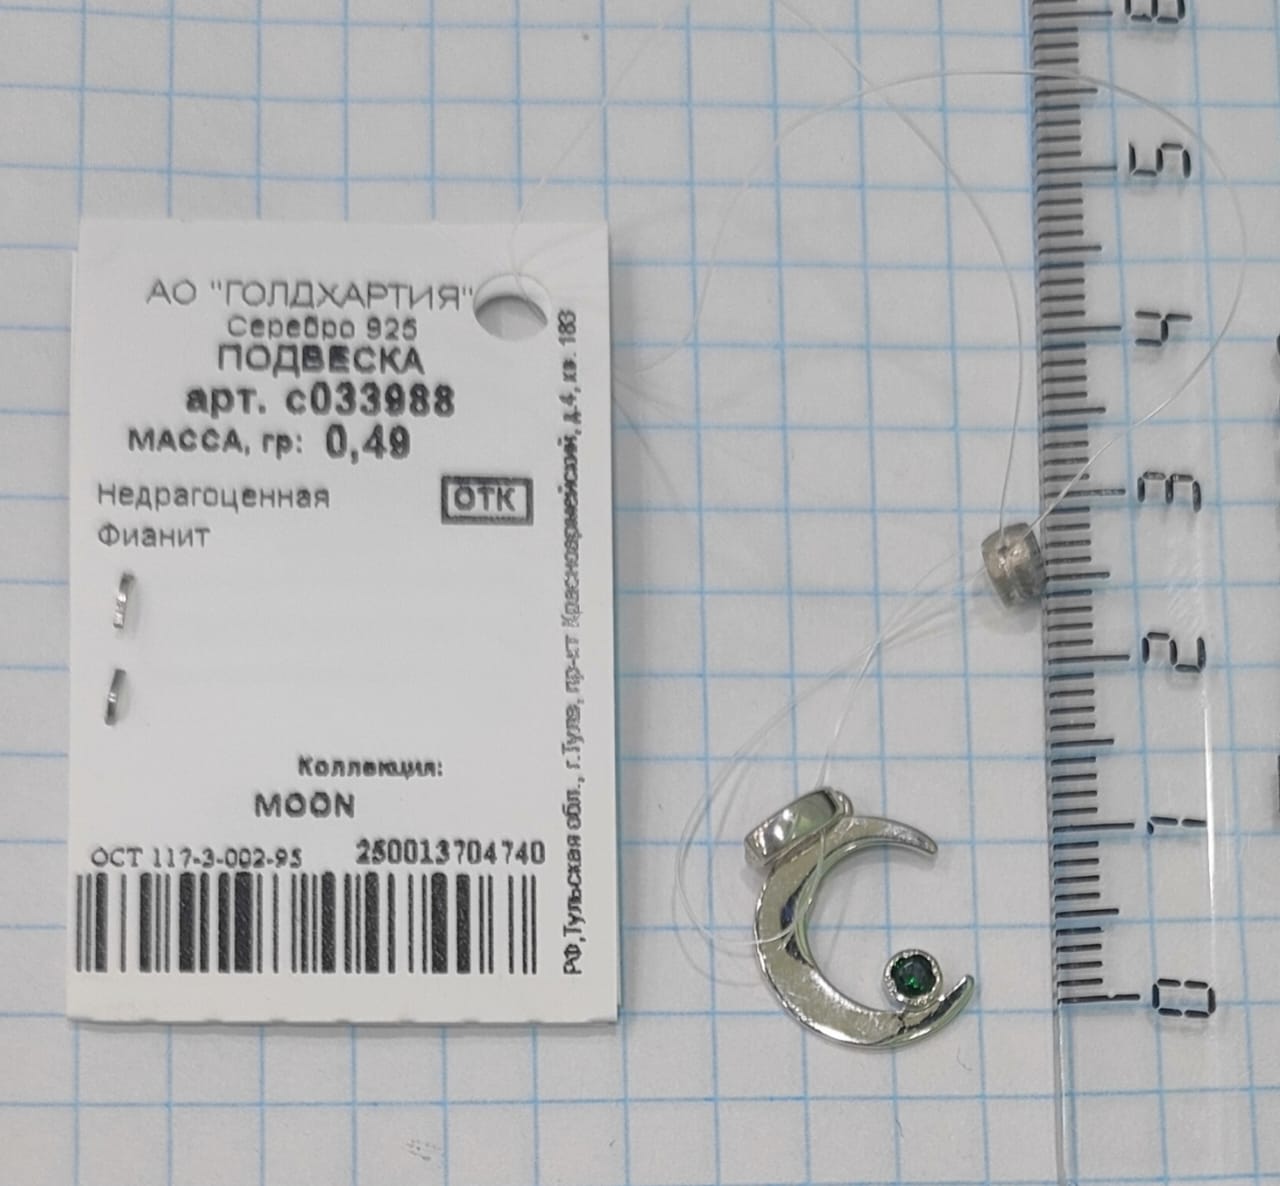 АО "ГОЛДХАРТИЯ"
Серебро 925
ПОДВЕСКА
арт. с033988
МАССА, гр: 0,49
Недрагоценная
ОТК
Фианит
Коллекция:
MOON
ОСТ 117-3-002-95 250013704740
РФ,Тульская обл., г.Тула, пр-кт Красноармейский, д.4, кв. 183
6
5
4
3
2
1
0